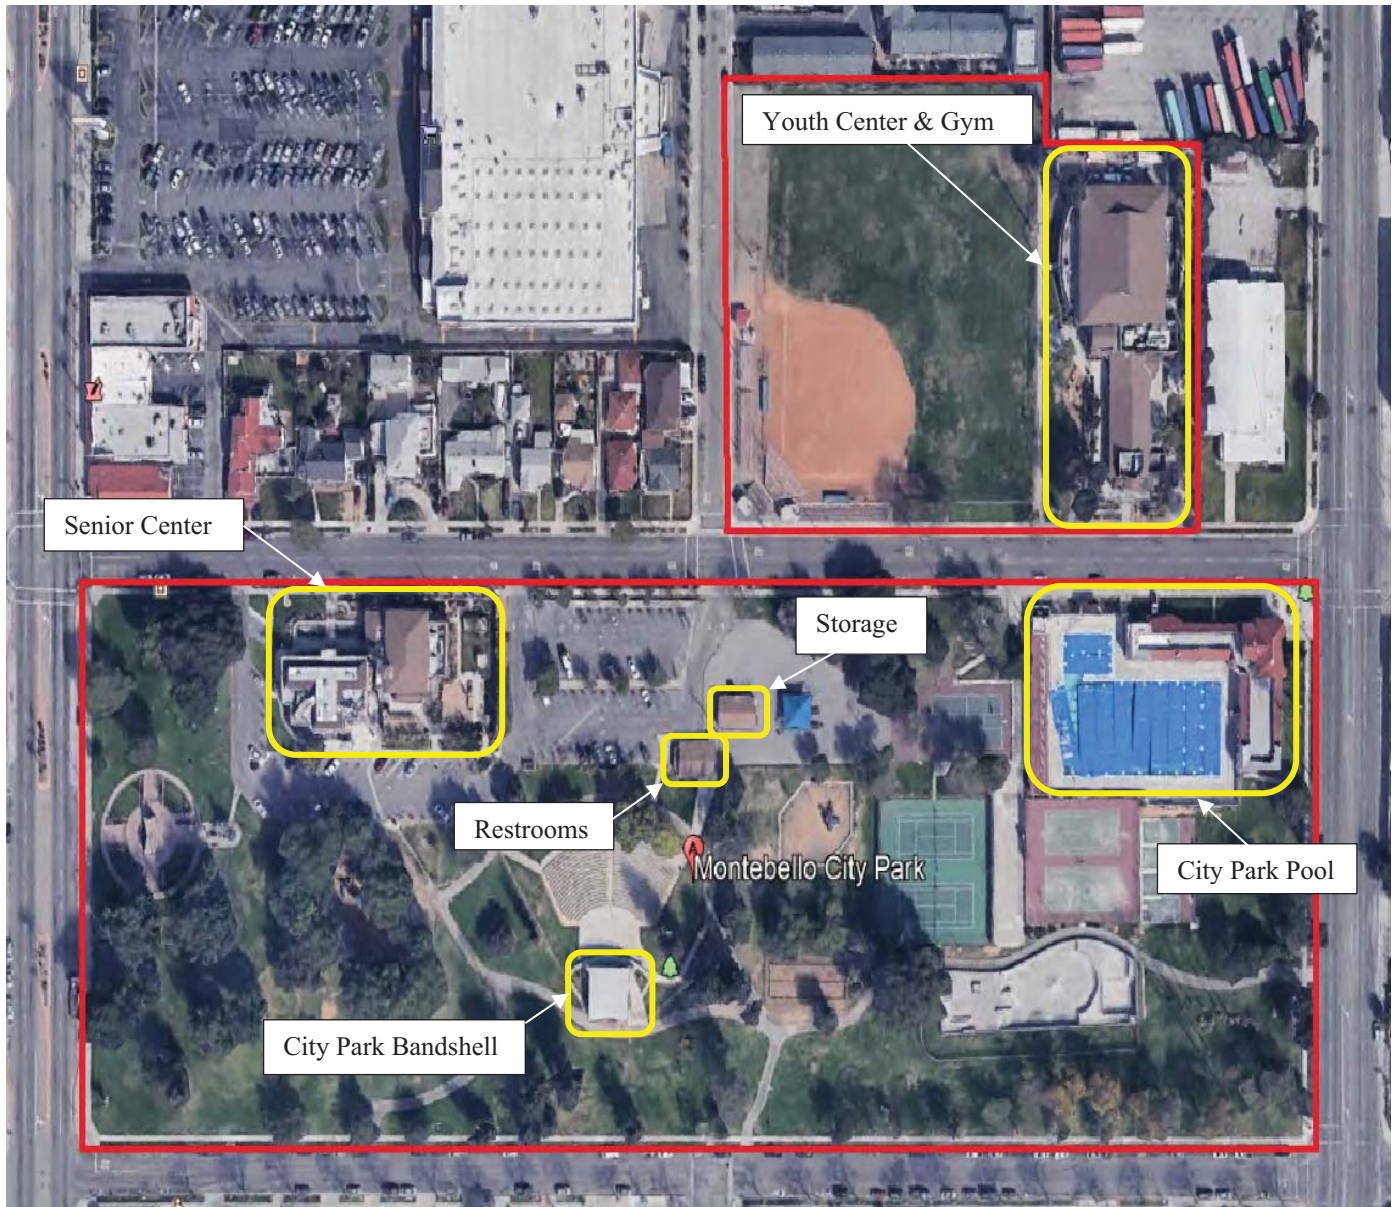 Youth Center & Gym
Senior Center
Storage
Restrooms
A
Montebello City Park
City Park Pool
City Park Bandshell